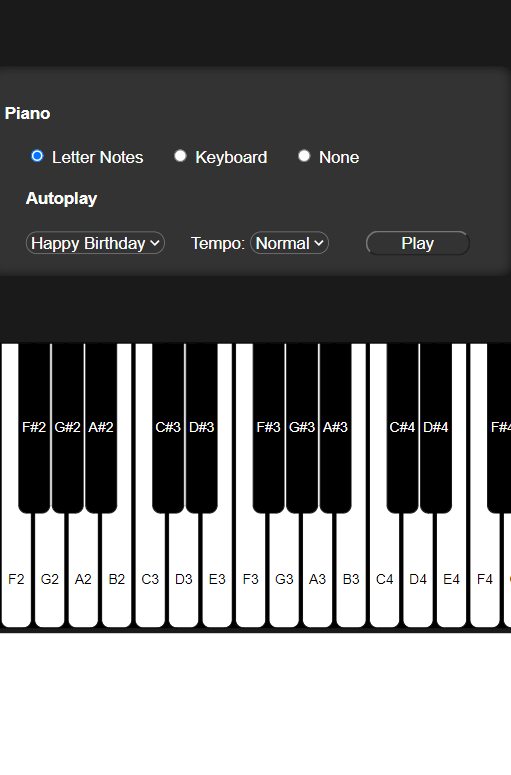 Piano
Letter Notes Keyboard None
Autoplay
Happy Birthday Tempo: Normal Play
F#2 G#2 A#2 C#3 D#3 F#3 G#3 A#3 C#4 D#4 F#4
F2 G2 A2 B2 C3 D3 E3 F3 G3 A3 B3 C4 D4 E4 F4